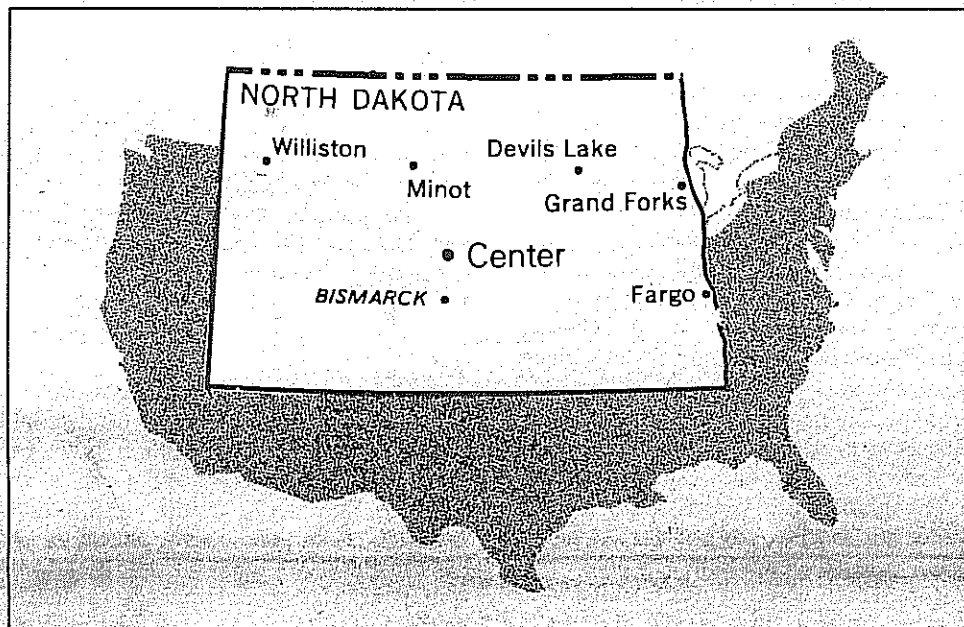 NORTH DAKOTA
Williston
Devils Lake
Minot
Grand Forks
Center
BISMARCK
Fargo